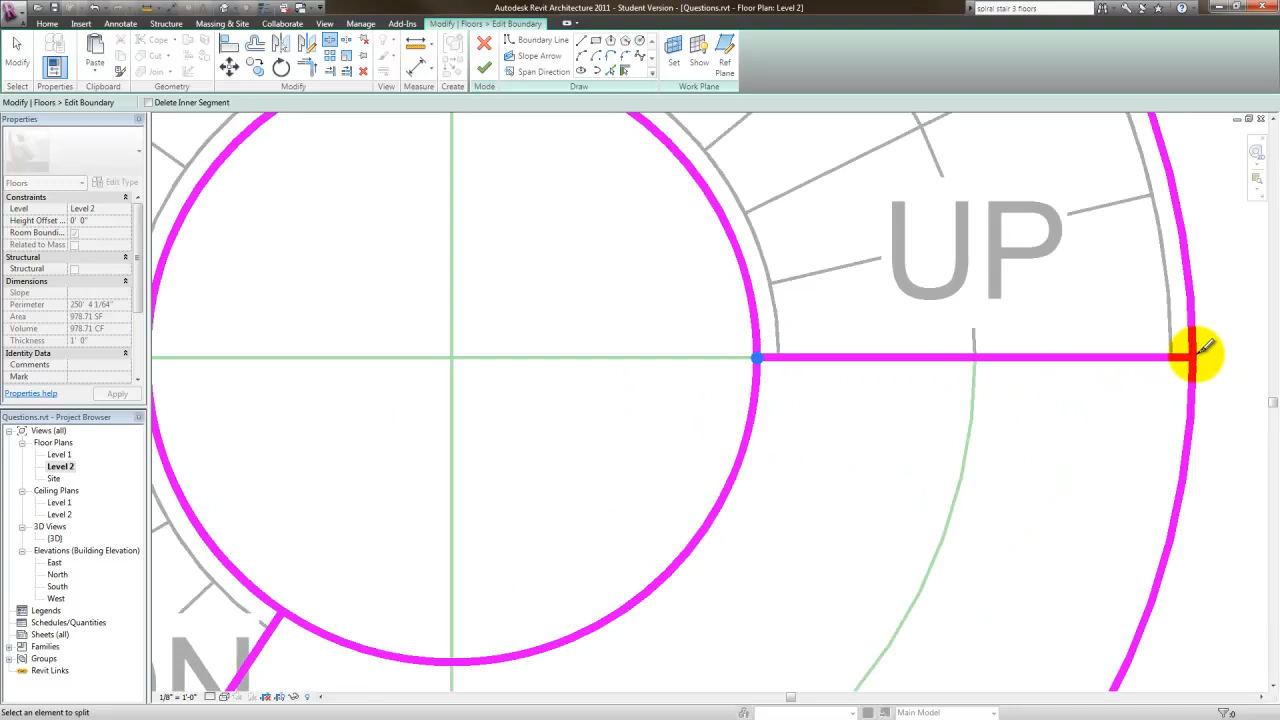 Autodesk Revit Architecture 2011 - Student Version - [Questions.rvt - Floor Plan: Level 2]
spiral stair 3 floors
Home Insert Annotate Structure Massing & Site Collaborate View Manage Add-Ins Modify | Floors > Edit Boundary
Modify
Paste
Cope
Cut
Join
Boundary Line
Slope Arrow
Span Direction
Set Show Ref Plane
Select Properties Clipboard Geometry Modify View Measure Create Mode Draw Work Plane
Modify | Floors > Edit Boundary
Delete Inner Segment
Properties
Floors
Edit Type
Constraints
Level Level 2
Height Offset ... 0' 0"
Room Boundi...
Related to Mass
Structural
Structural
Dimensions
Slope
Perimeter 250' 4 1/64"
Area 978.71 SF
Volume 978.71 CF
Thickness 1' 0"
Identity Data
Comments
Mark
Properties help
Apply
Questions.rvt - Project Browser
Views (all)
Floor Plans
Level 1
Level 2
Site
Ceiling Plans
Level 1
Level 2
3D Views
{3D}
Elevations (Building Elevation)
East
North
South
West
Legends
Schedules/Quantities
Sheets (all)
Families
Groups
Revit Links
UP
N
1/8" = 1'-0"
Select an element to split
:0
Main Model
:0